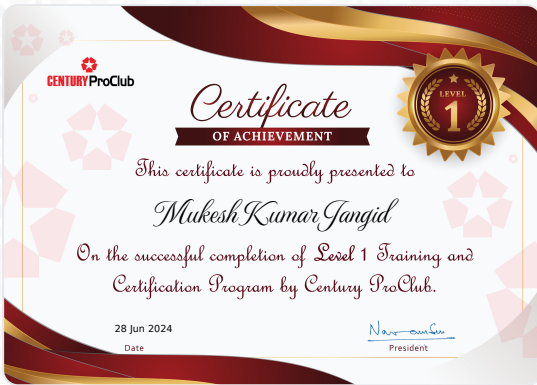 CENTURY ProClub
LEVEL
1
Certificate
OF ACHIEVEMENT
This certificate is proudly presented to
Mukesh Kumar Jangid
On the successful completion of Level 1 Training and
Certification Program by Century ProClub.
28 Jun 2024
Date
President